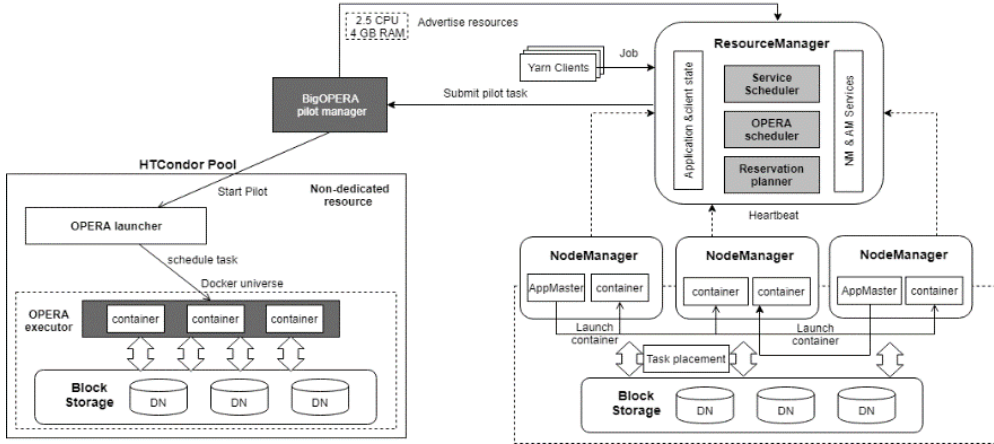 2.5 CPU
4 GB RAM
Advertise resources
ResourceManager
Yarn Clients
Job
Application &client state
Service
Scheduler
OPERA
scheduler
Reservation
planner
NM & AM Services
BigOPERA
pilot manager
Submit pilot task
HTCondor Pool
Start Pilot
Non-dedicated
resource
OPERA launcher
Heartbeat
schedule task
Docker universe
NodeManager
NodeManager
NodeManager
AppMaster
container
container
container
AppMaster
container
OPERA
executor
container
container
container
Launch
container
Launch
container
Task placement
Block
Storage
DN
DN
DN
Block
Storage
DN
DN
DN